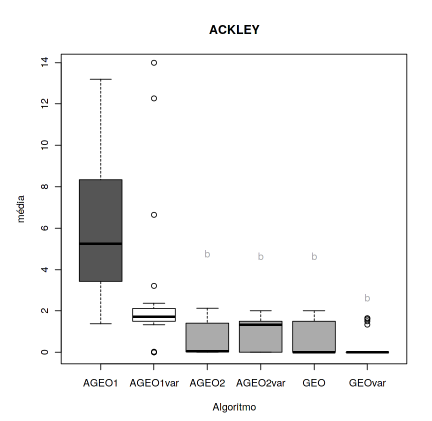 ACKLEY
14
12
10
8
6
4
2
0
média
b
b
b
b
AGEO1 AGEO1var AGEO2 AGEO2var GEO GEOvar
Algoritmo